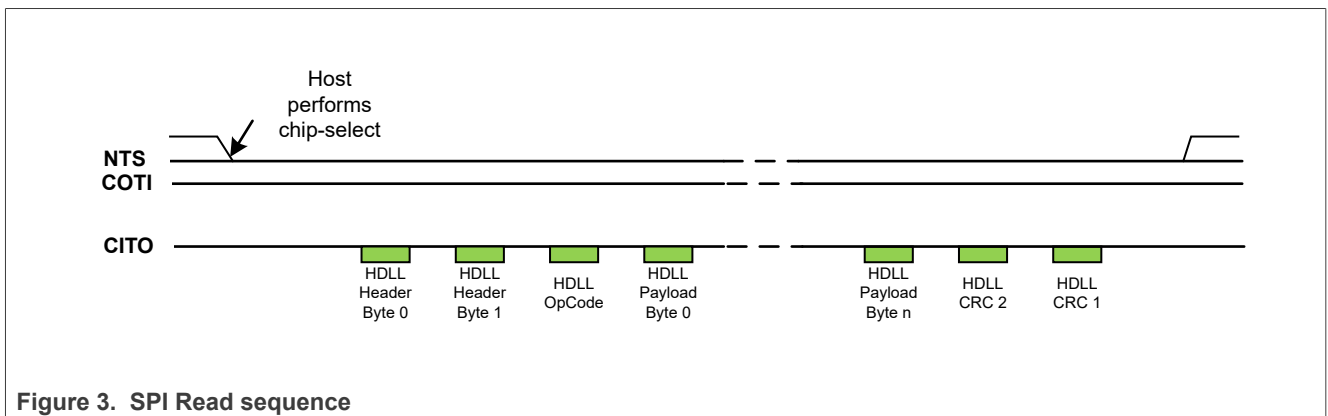 Host
performs
chip-select
NTS
COTI
CITO
HDLL
Header
Byte 0
HDLL
Header
Byte 1
HDLL
OpCode
HDLL
Payload
Byte 0
HDLL
Payload
Byte n
HDLL
CRC 2
HDLL
CRC 1
Figure 3. SPI Read sequence